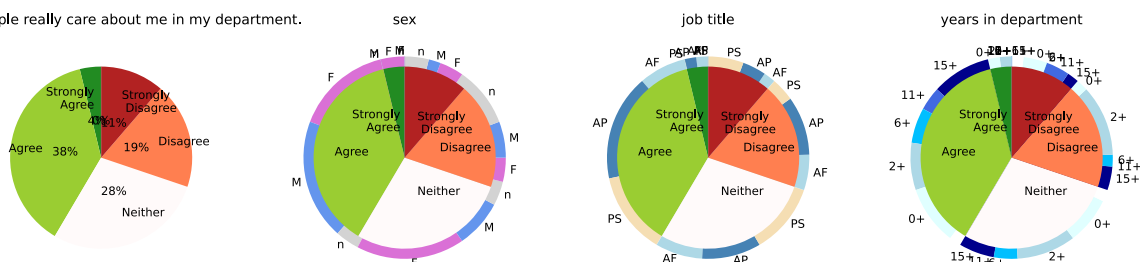 ple really care about me in my department.
Strongly
Agree
Strongly
Disagree
11%
Agree
38%
19%
Disagree
28%
Neither
sex
M
F
n
M
F
F
n
Strongly
Agree
Strongly
Disagree
Agree
Disagree
M
F
M
Neither
n
n
M
F
job title
PS
AP
PS
AF
AF
PS
AP
Strongly
Agree
Strongly
Disagree
AP
Agree
Disagree
AF
Neither
PS
PS
AF
AP
years in department
0+
0+
15+
11+
15+
0+
11+
2+
6+
Strongly
Agree
Strongly
Disagree
Agree
Disagree
6+
11+
2+
15+
Neither
0+
0+
15+
11+
6+
2+